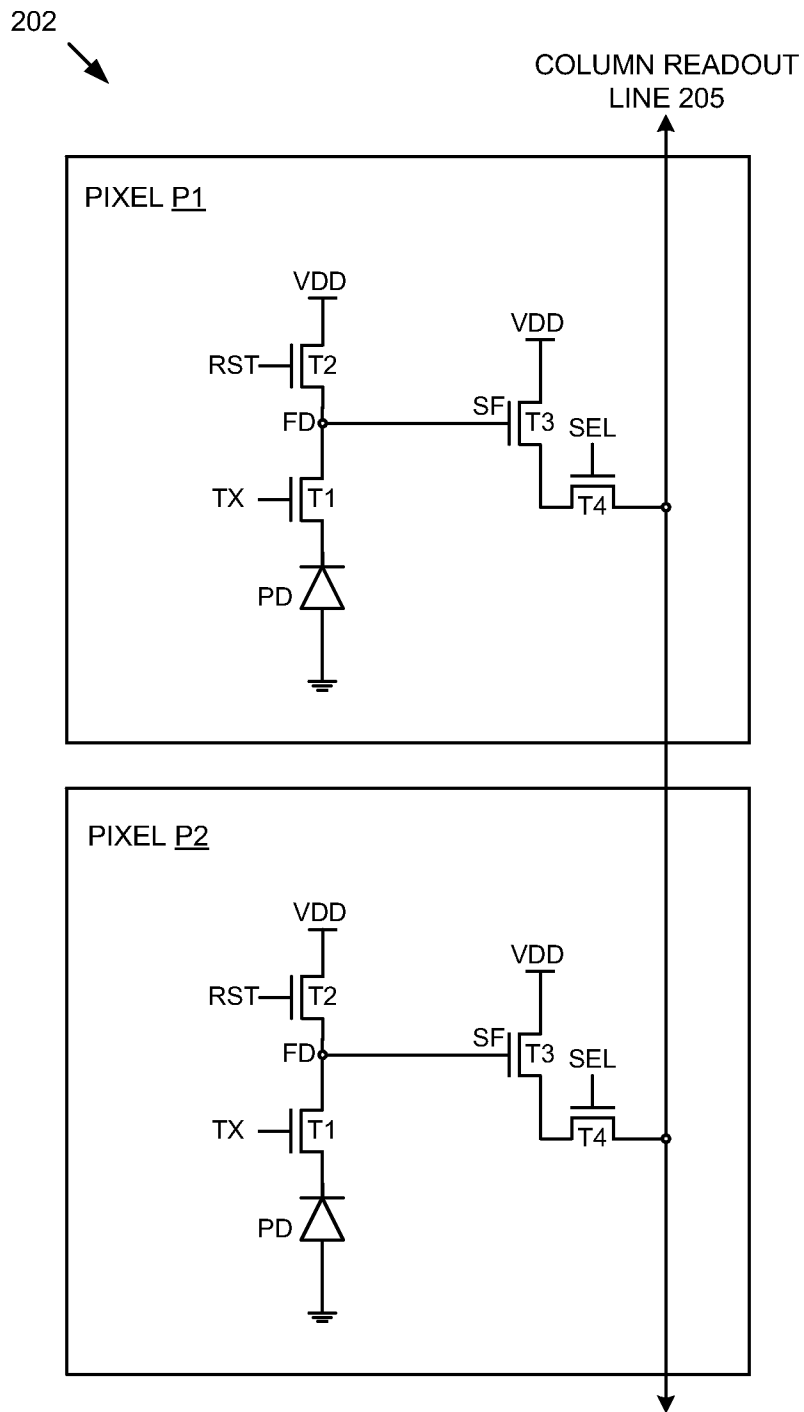 202
COLUMN READOUT
LINE 205
PIXEL P1
VDD
VDD
RST
T2
SF
FD
T3
SEL
TX
T1
T4
PD
PIXEL P2
VDD
VDD
RST
T2
SF
FD
T3
SEL
TX
T1
T4
PD